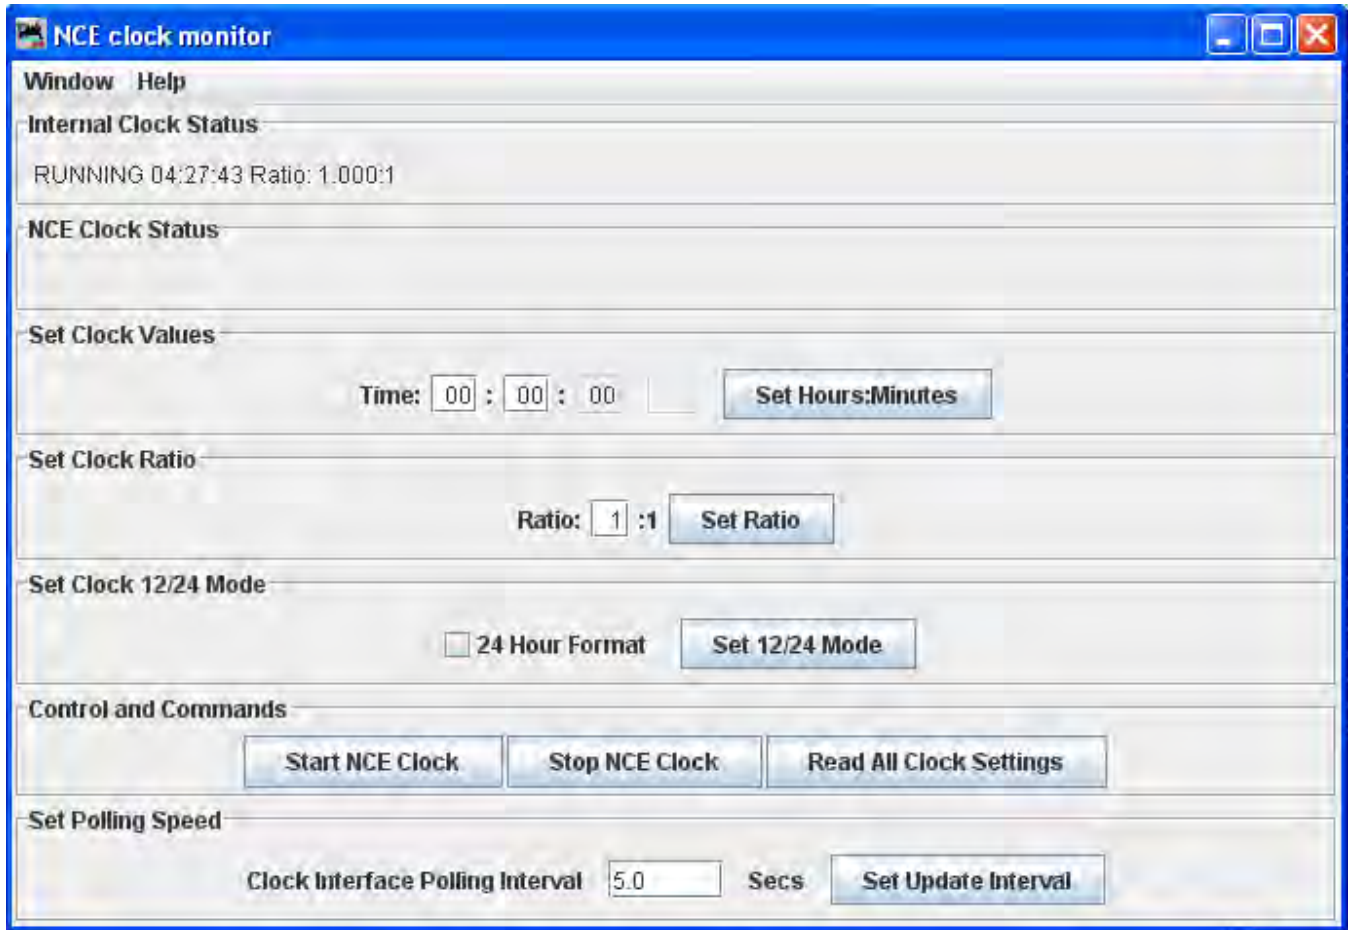 NCE clock monitor
Window Help
Internal Clock Status
RUNNING 04:27:43 Ratio: 1.000:1
NCE Clock Status
Set Clock Values
Time: 00 : 00 : 00 Set Hours:Minutes
Set Clock Ratio
Ratio: 1 :1 Set Ratio
Set Clock 12/24 Mode
24 Hour Format Set 12/24 Mode
Control and Commands
Start NCE Clock Stop NCE Clock Read All Clock Settings
Set Polling Speed
Clock Interface Polling Interval 5.0 Secs Set Update Interval